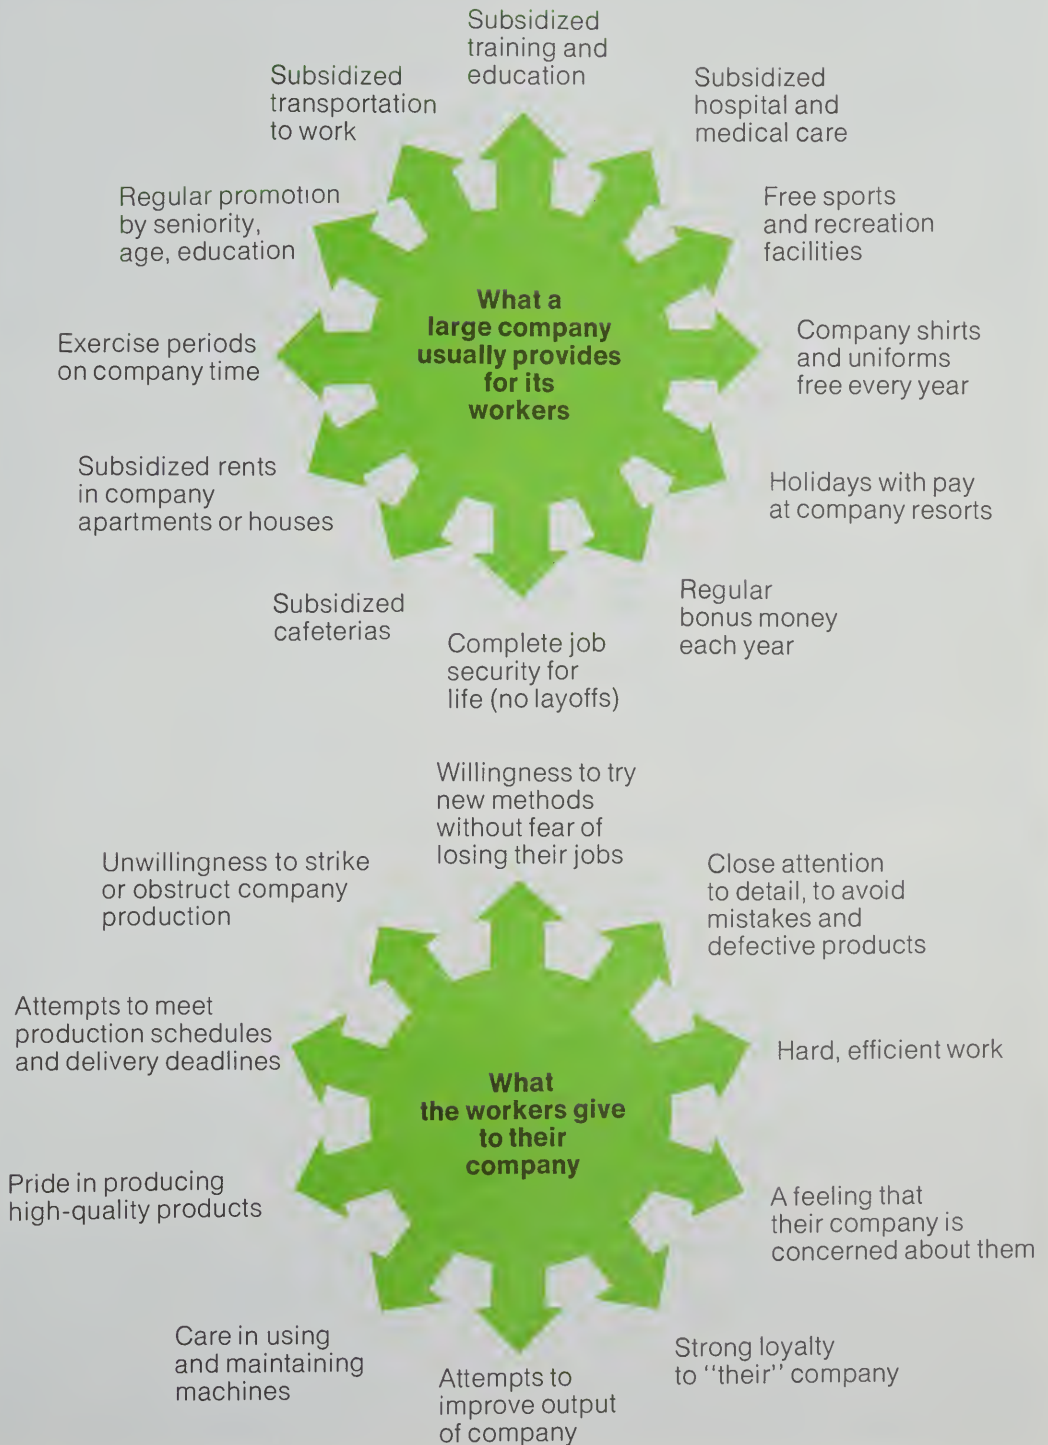 Subsidized
training and
education
Subsidized
transportation
to work
Subsidized
hospital and
medical care
Regular promotion
by seniority,
age, education
Free sports
and recreation
facilities
What a
large company
usually provides
for its
workers
Exercise periods
on company time
Company shirts
and uniforms
free every year
Subsidized rents
in company
apartments or houses
Holidays with pay
at company resorts
Subsidized
cafeterias
Complete job
security for
life (no layoffs)
Regular
bonus money
each year
Willingness to try
new methods
without fear of
losing their jobs
Unwillingness to strike
or obstruct company
production
Close attention
to detail, to avoid
mistakes and
defective products
Attempts to meet
production schedules
and delivery deadlines
Hard, efficient work
What
the workers give
to their
company
Pride in producing
high-quality products
A feeling that
their company is
concerned about them
Care in using
and maintaining
machines
Attempts to
improve output
of company
Strong loyalty
to "their" company